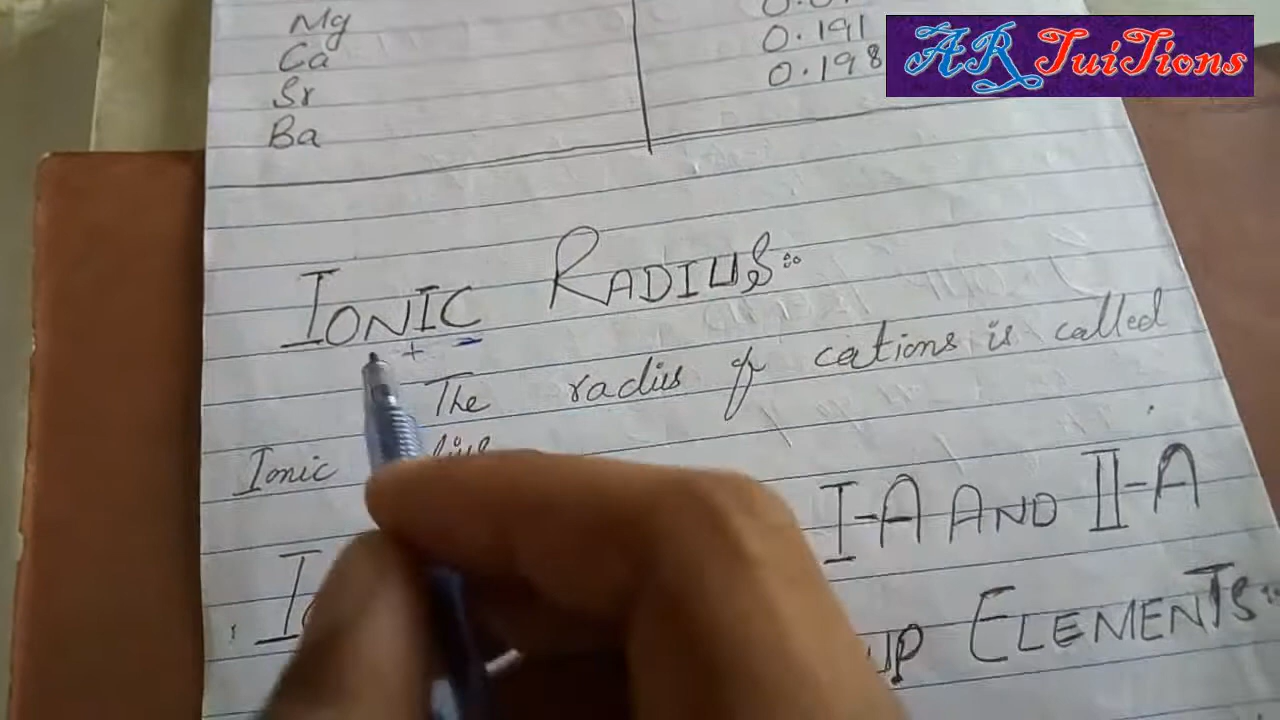 AR TuiTions
Mg
Ca 0.191
Sr 0.198
Ba
IONIC RADIUS:
+ -
The radius of cations is called
Ionic
I-A AND II-A
ELEMENTS: